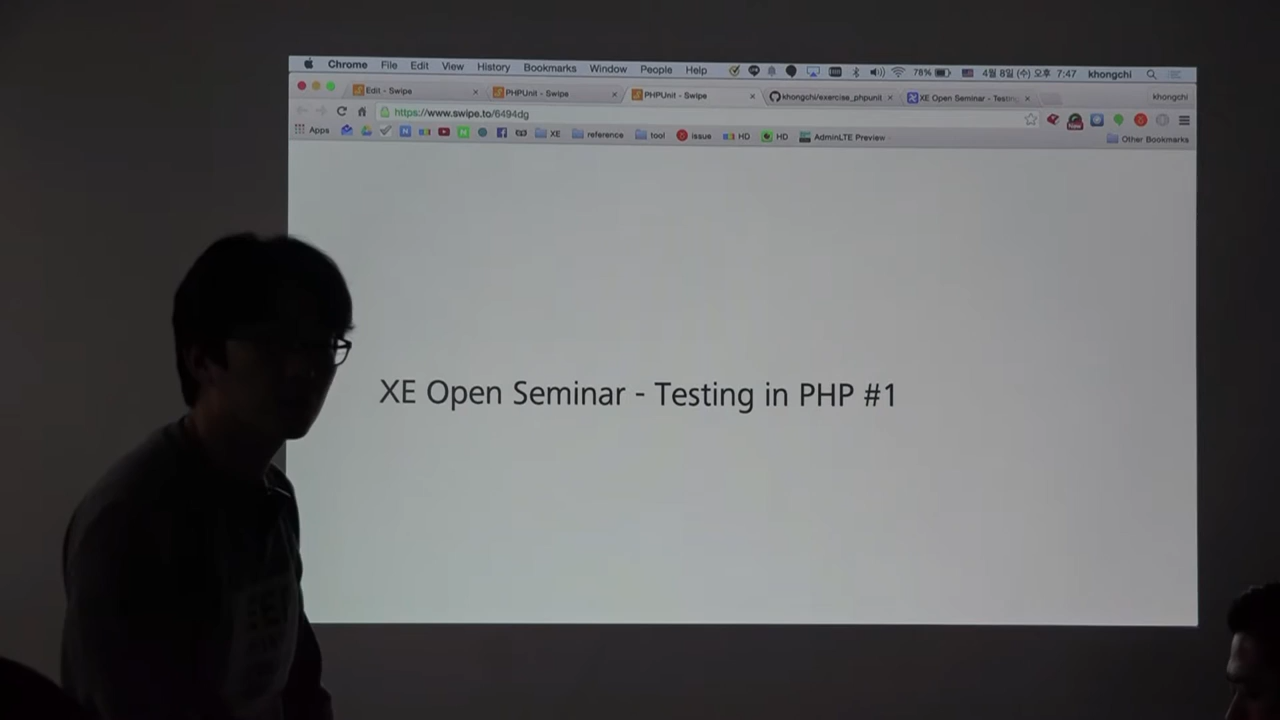 Chrome File Edit View History Bookmarks Window People Help 78% 4월 8일 (수) 오후 7:47 khongchi
Edit - Swipe PHPUnit - Swipe PHPUnit - Swipe khongchi/exercise_phpunit XE Open Seminar - Testing khongchi
https://www.swipe.to/6494dg
Apps XE reference tool issue HD HD AdminLTE Preview Other Bookmarks
XE Open Seminar - Testing in PHP #1